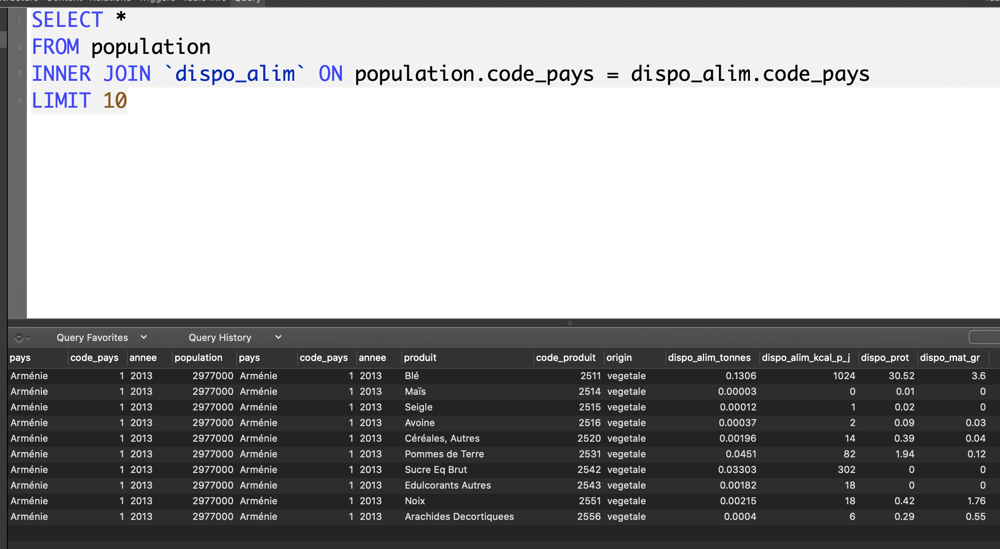 Query
1 SELECT *
2 FROM population
3 INNER JOIN `dispo_alim` ON population.code_pays = dispo_alim.code_pays
4 LIMIT 10
Query Favorites Query History
pays code_pays annee population pays code_pays annee produit code_produit origin dispo_alim_tonnes dispo_alim_kcal_p_j dispo_prot dispo_mat_gr
Arménie 1 2013 2977000 Arménie 1 2013 Blé 2511 vegetale 0.1306 1024 30.52 3.6
Arménie 1 2013 2977000 Arménie 1 2013 Maïs 2514 vegetale 0.00003 0 0.01 0
Arménie 1 2013 2977000 Arménie 1 2013 Seigle 2515 vegetale 0.00012 1 0.02 0
Arménie 1 2013 2977000 Arménie 1 2013 Avoine 2516 vegetale 0.00037 2 0.09 0.03
Arménie 1 2013 2977000 Arménie 1 2013 Céréales, Autres 2520 vegetale 0.00196 14 0.39 0.04
Arménie 1 2013 2977000 Arménie 1 2013 Pommes de Terre 2531 vegetale 0.0451 82 1.94 0.12
Arménie 1 2013 2977000 Arménie 1 2013 Sucre Eq Brut 2542 vegetale 0.03303 302 0 0
Arménie 1 2013 2977000 Arménie 1 2013 Edulcorants Autres 2543 vegetale 0.00182 18 0 0
Arménie 1 2013 2977000 Arménie 1 2013 Noix 2551 vegetale 0.00215 18 0.42 1.76
Arménie 1 2013 2977000 Arménie 1 2013 Arachides Decortiquees 2556 vegetale 0.0004 6 0.29 0.55